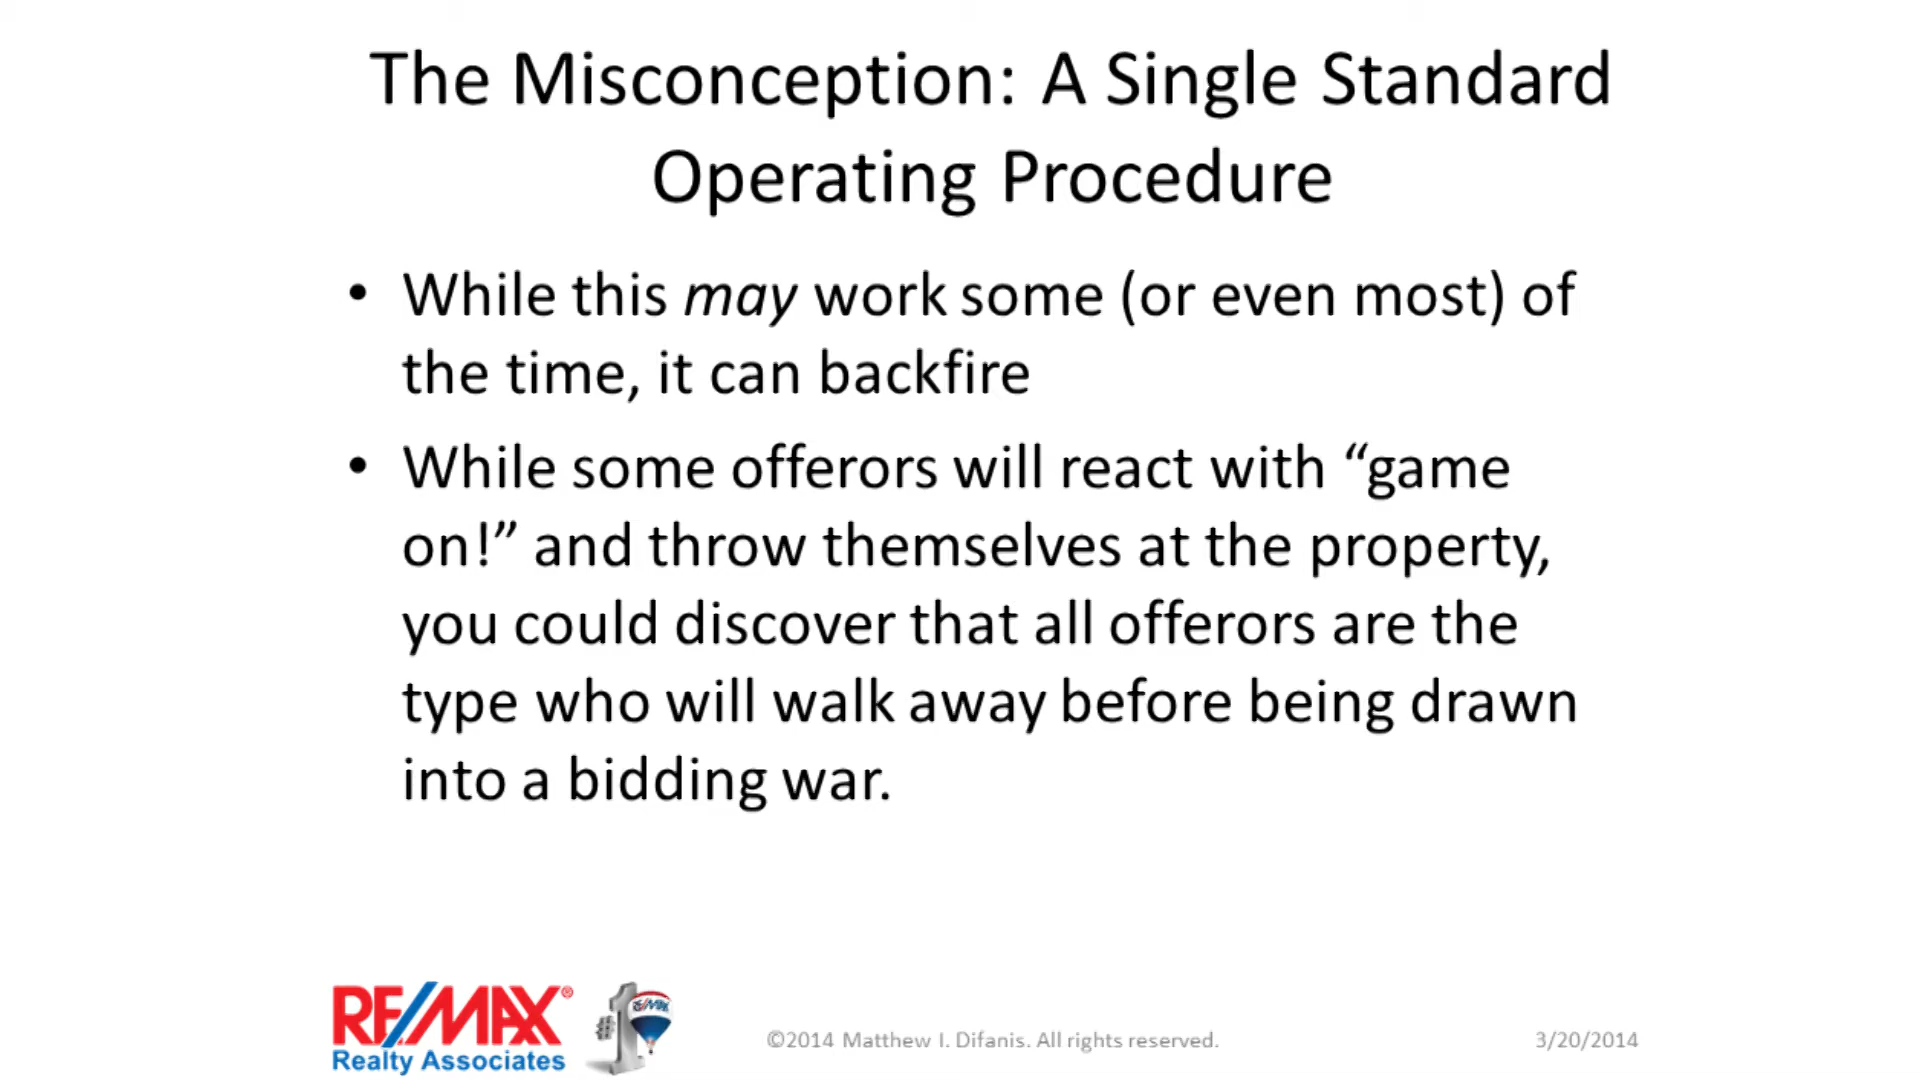 The Misconception: A Single Standard
Operating Procedure
• While this may work some (or even most) of
the time, it can backfire
• While some offerors will react with “game
on!” and throw themselves at the property,
you could discover that all offerors are the
type who will walk away before being drawn
into a bidding war.
RE/MAX®
Realty Associates
#1
RE/MAX
©2014 Matthew I. Difanis. All rights reserved.
3/20/2014